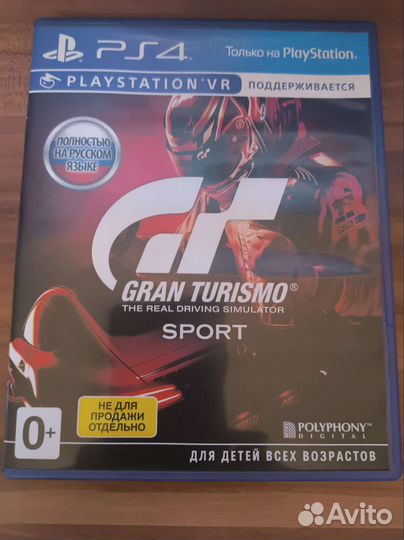 PS4
Только на PlayStation®
PLAYSTATION®VR ПОДДЕРЖИВАЕТСЯ
ПОЛНОСТЬЮ
НА РУССКОМ
ЯЗЫКЕ
GT
GRAN TURISMO®
THE REAL DRIVING SIMULATOR
SPORT
НЕ ДЛЯ
ПРОДАЖИ
ОТДЕЛЬНО
0+
POLYPHONY
DIGITAL
ДЛЯ ДЕТЕЙ ВСЕХ ВОЗРАСТОВ
Avito